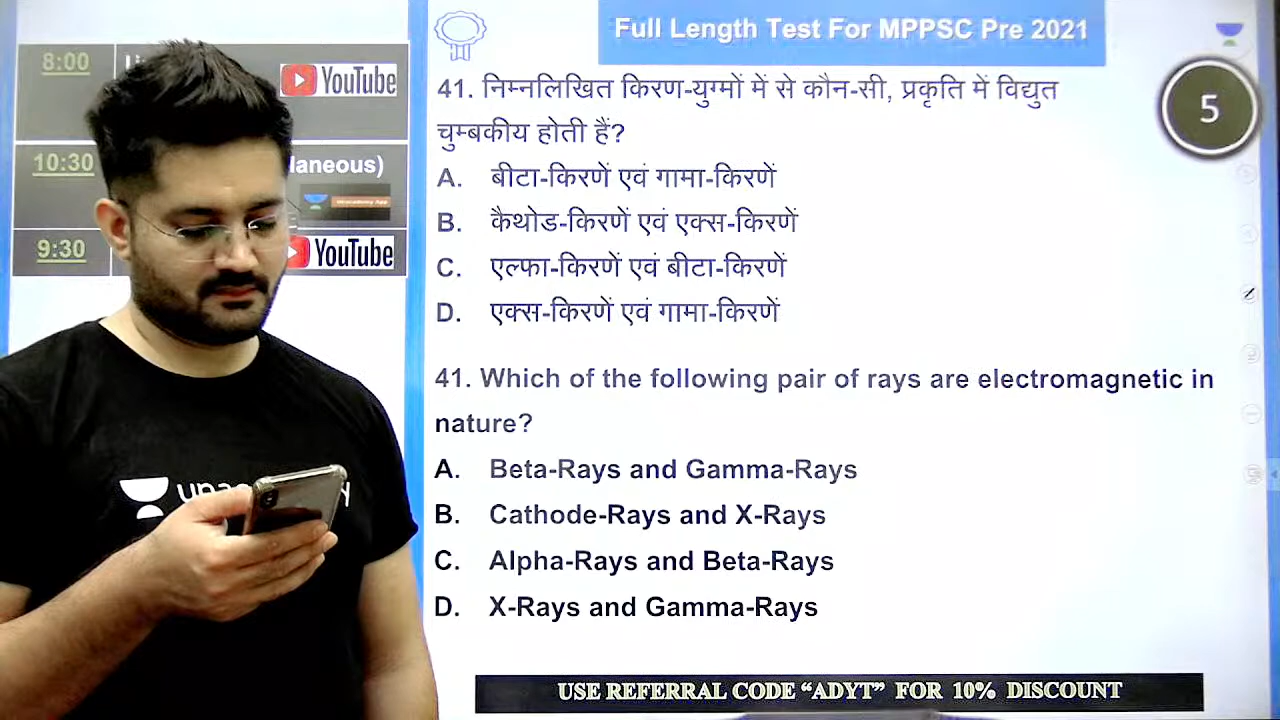 Full Length Test For MPPSC Pre 2021
8:00
YouTube
10:30
laneous)
9:30
YouTube
5
41. निम्नलिखित किरण-युग्मों में से कौन-सी, प्रकृति में विद्युत
चुम्बकीय होती हैं?
A. बीटा-किरणें एवं गामा-किरणें
B. कैथोड-किरणें एवं एक्स-किरणें
C. एल्फा-किरणें एवं बीटा-किरणें
D. एक्स-किरणें एवं गामा-किरणें
41. Which of the following pair of rays are electromagnetic in
nature?
A. Beta-Rays and Gamma-Rays
B. Cathode-Rays and X-Rays
C. Alpha-Rays and Beta-Rays
D. X-Rays and Gamma-Rays
USE REFERRAL CODE “ADYT” FOR 10% DISCOUNT